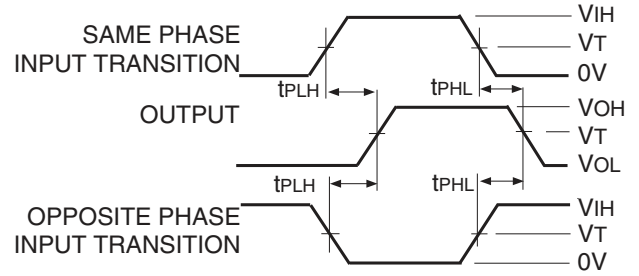 SAME PHASE
INPUT TRANSITION
VIH
VT
0V
tPLH
tPHL
OUTPUT
VOH
VT
VOL
tPLH
tPHL
OPPOSITE PHASE
INPUT TRANSITION
VIH
VT
0V